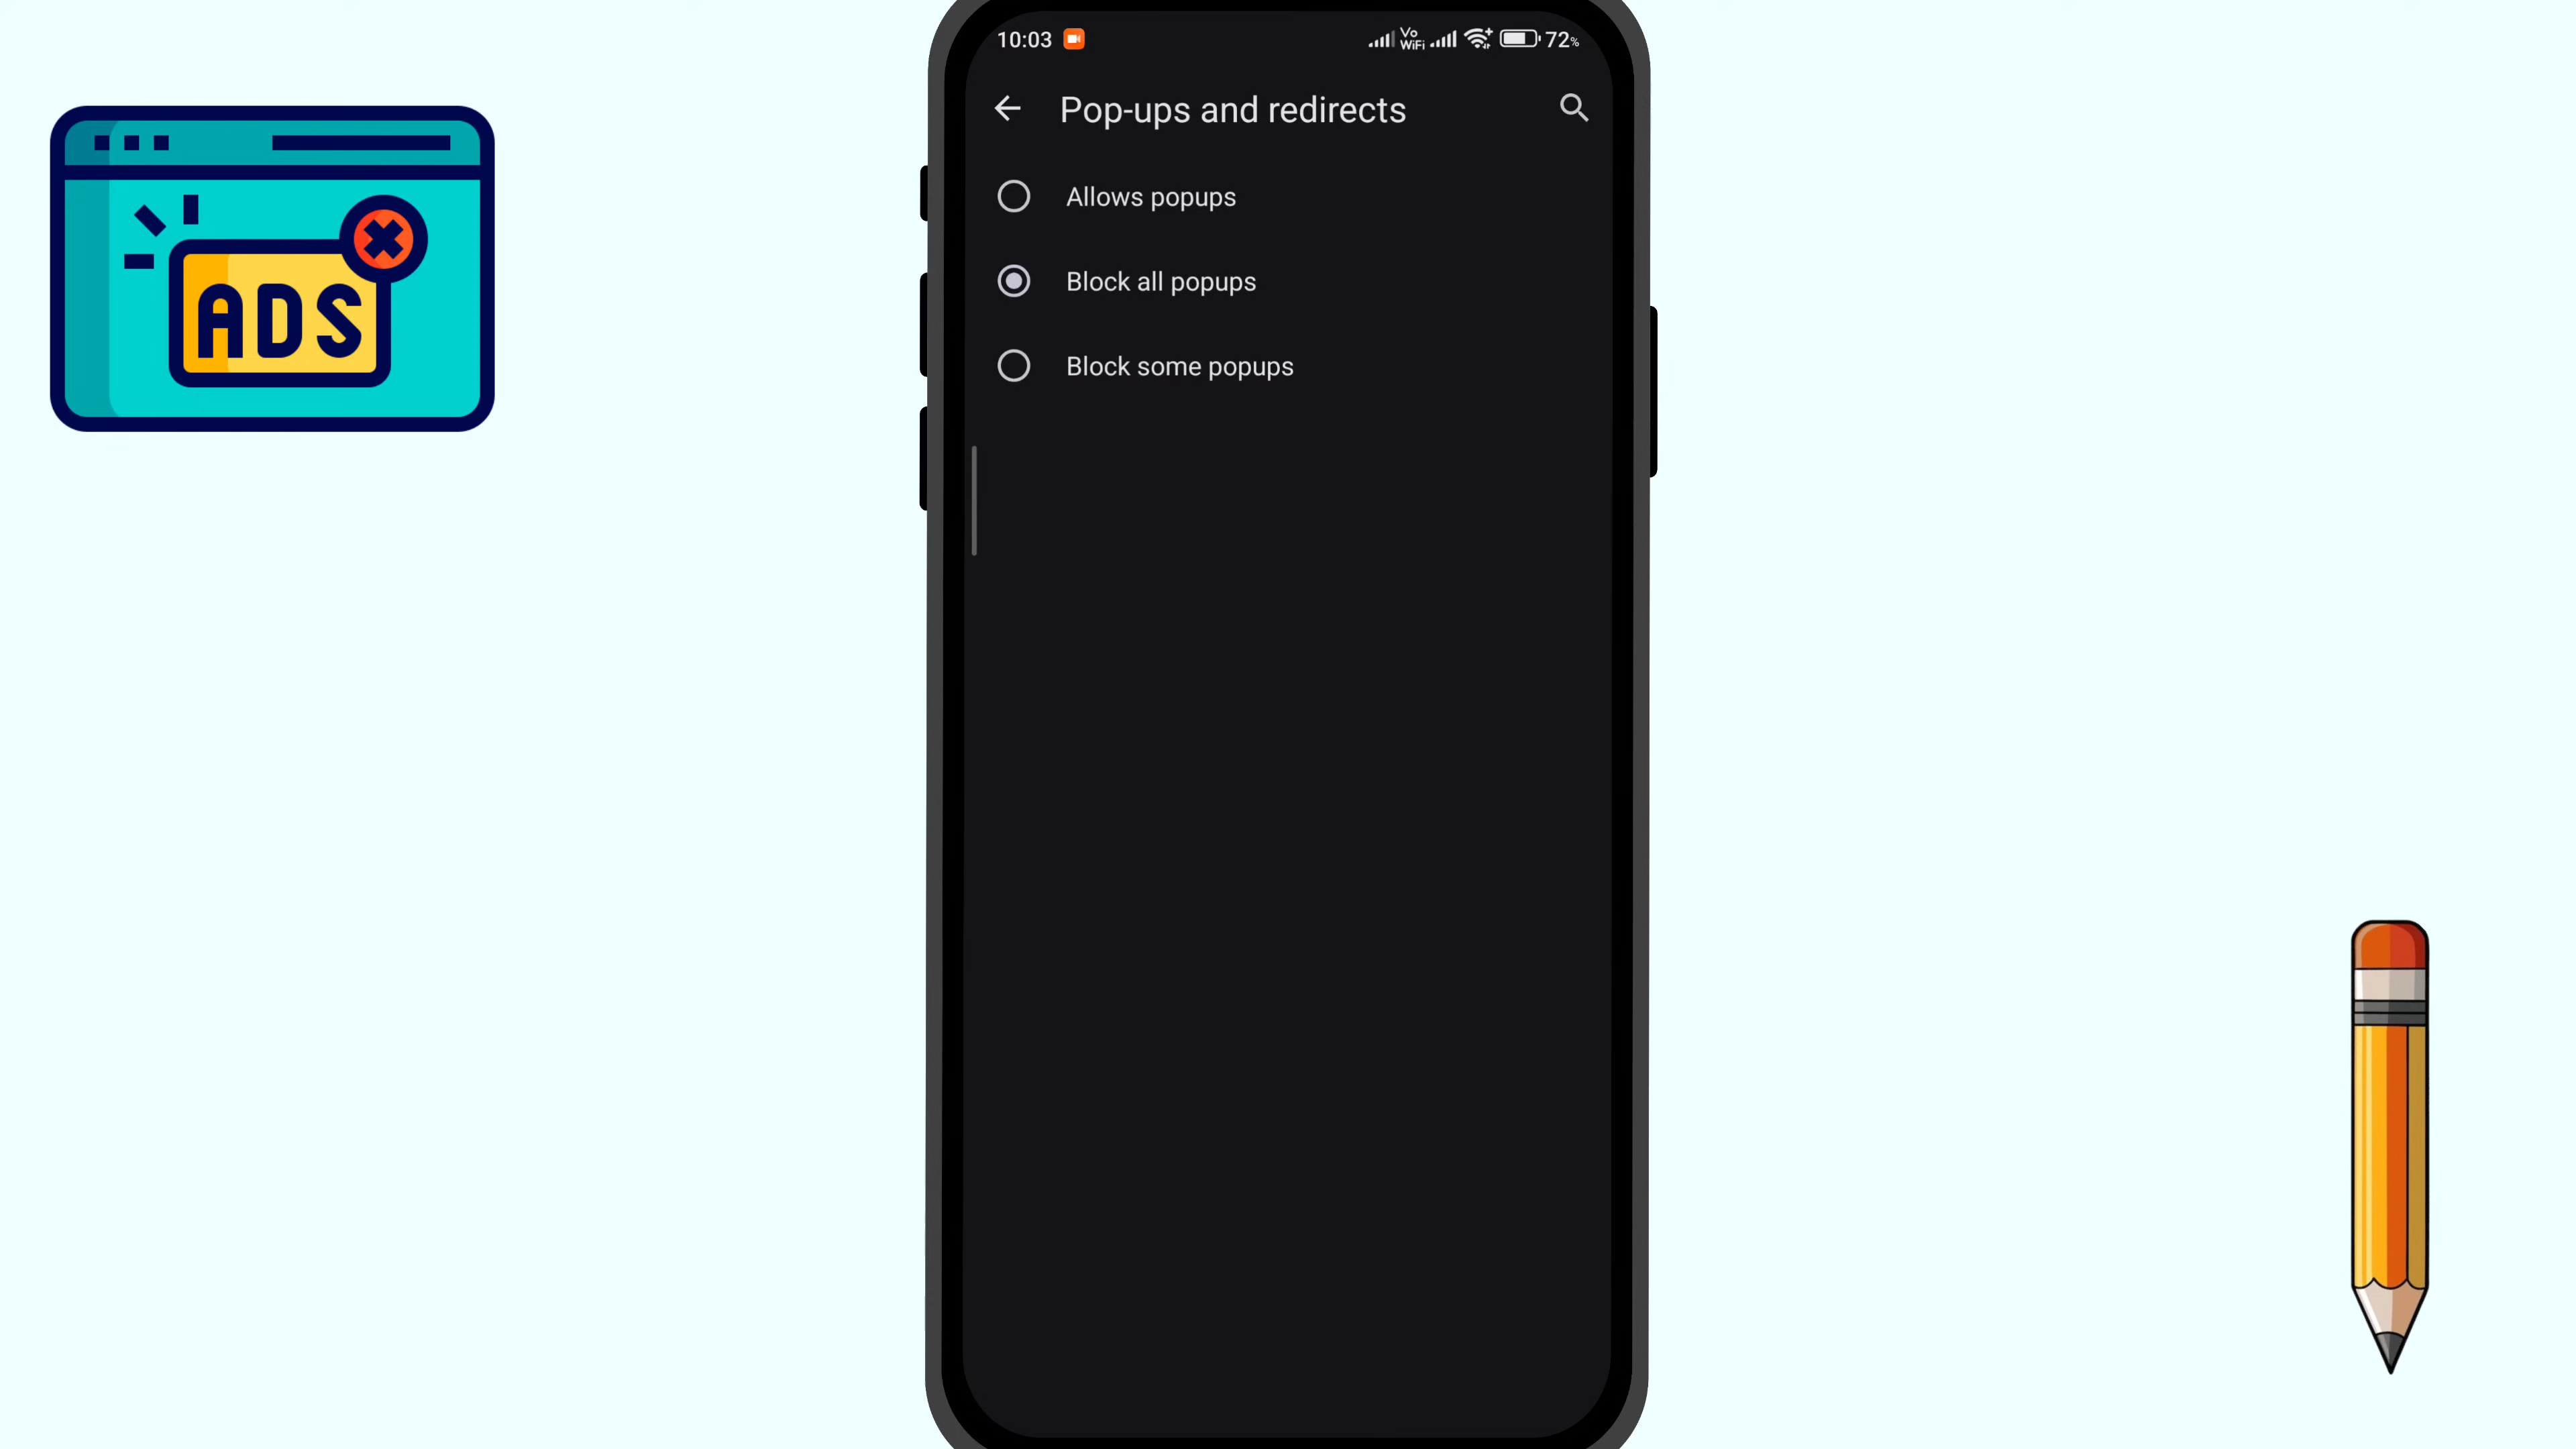 10:03 Vo WiFi 72%
Pop-ups and redirects
Allows popups
Block all popups
Block some popups
ADS